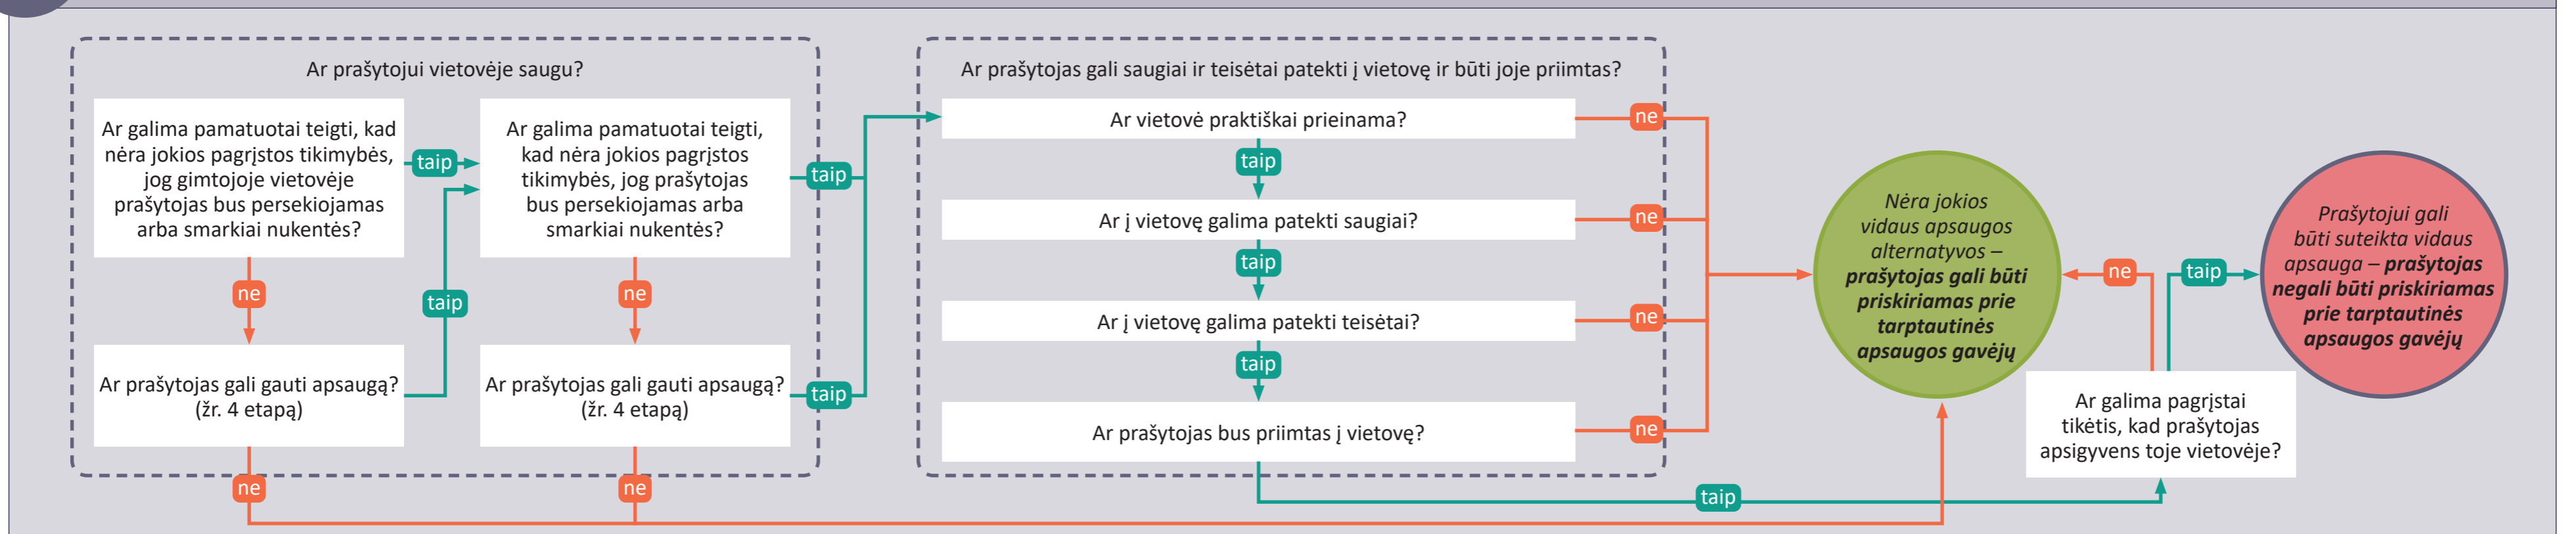 Ar prašytojui vietovėje saugu?
Ar galima pamatuotai teigti, kad
nėra jokios pagrįstos tikimybės,
jog gimtojoje vietovėje
prašytojas bus persekiojamas
arba smarkiai nukentės?
taip
ne
Ar prašytojas gali gauti apsaugą?
(žr. 4 etapą)
taip
ne
Ar galima pamatuotai teigti,
kad nėra jokios pagrįstos
tikimybės, jog prašytojas
bus persekiojamas arba
smarkiai nukentės?
taip
ne
Ar prašytojas gali gauti apsaugą?
(žr. 4 etapą)
taip
ne
Ar prašytojas gali saugiai ir teisėtai patekti į vietovę ir būti joje priimtas?
Ar vietovė praktiškai prieinama?
ne
taip
Ar į vietovę galima patekti saugiai?
ne
taip
Ar į vietovę galima patekti teisėtai?
ne
taip
Ar prašytojas bus priimtas į vietovę?
ne
taip
Nėra jokios
vidaus apsaugos
alternatyvos –
prašytojas gali būti
priskiriamas prie
tarptautinės
apsaugos gavėjų
ne
taip
Ar galima pagrįstai
tikėtis, kad prašytojas
apsigyvens toje vietovėje?
Prašytojui gali
būti suteikta vidaus
apsauga – prašytojas
negali būti priskiriamas
prie tarptautinės
apsaugos gavėjų